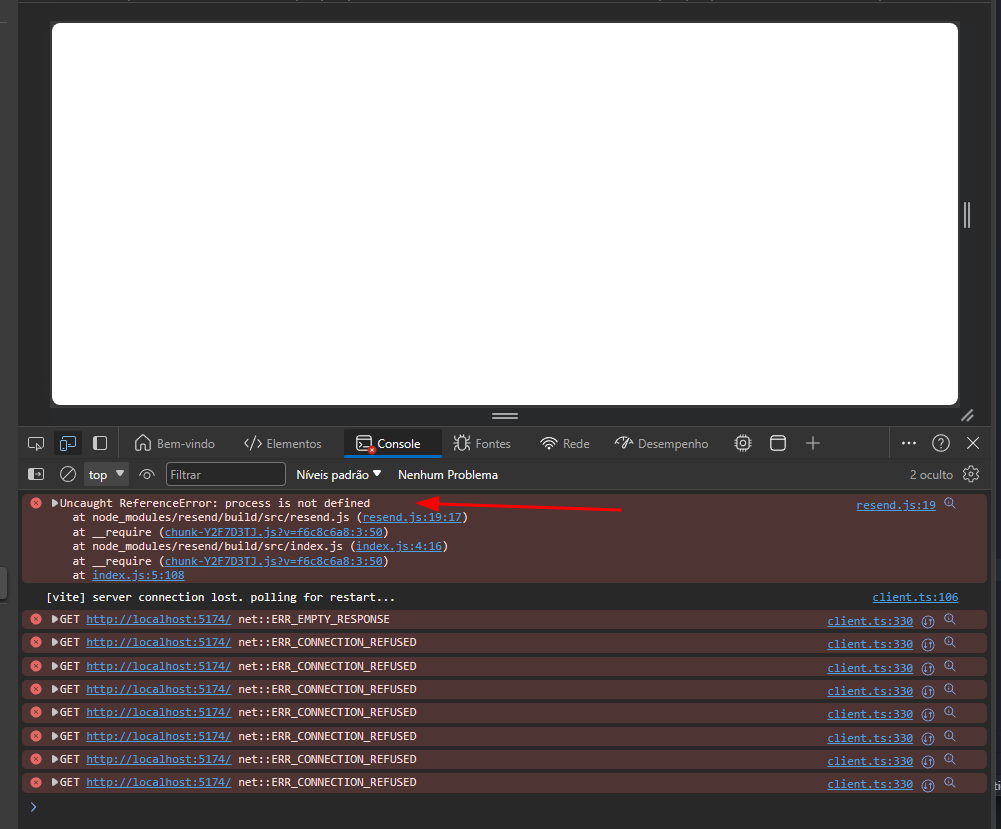 Bem-vindo </> Elementos Console Fontes Rede Desempenho
top Filtrar Níveis padrão Nenhum Problema 2 oculto
Uncaught ReferenceError: process is not defined resend.js:19
at node_modules/resend/build/src/resend.js (resend.js:19:17)
at __require (chunk-Y2F7D3TJ.js?v=f6c8c6a8:3:50)
at node_modules/resend/build/src/index.js (index.js:4:16)
at __require (chunk-Y2F7D3TJ.js?v=f6c8c6a8:3:50)
at index.js:5:108
[vite] server connection lost. polling for restart... client.ts:106
GET http://localhost:5174/ net::ERR_EMPTY_RESPONSE client.ts:330
GET http://localhost:5174/ net::ERR_CONNECTION_REFUSED client.ts:330
GET http://localhost:5174/ net::ERR_CONNECTION_REFUSED client.ts:330
GET http://localhost:5174/ net::ERR_CONNECTION_REFUSED client.ts:330
GET http://localhost:5174/ net::ERR_CONNECTION_REFUSED client.ts:330
GET http://localhost:5174/ net::ERR_CONNECTION_REFUSED client.ts:330
GET http://localhost:5174/ net::ERR_CONNECTION_REFUSED client.ts:330
GET http://localhost:5174/ net::ERR_CONNECTION_REFUSED client.ts:330